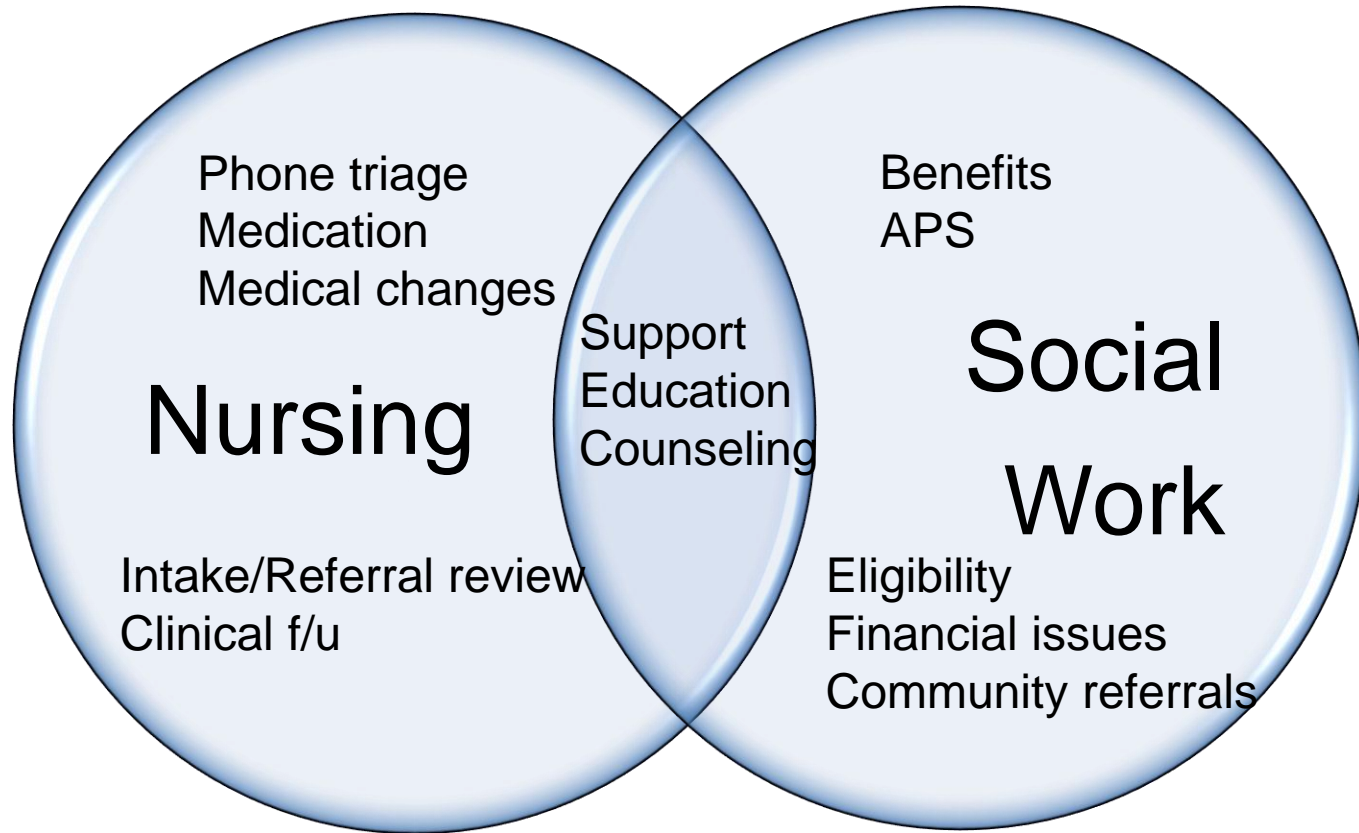 Phone triage
Medication
Medical changes
Nursing
Intake/Referral review
Clinical f/u
Support
Education
Counseling
Benefits
APS
Social
Work
Eligibility
Financial issues
Community referrals